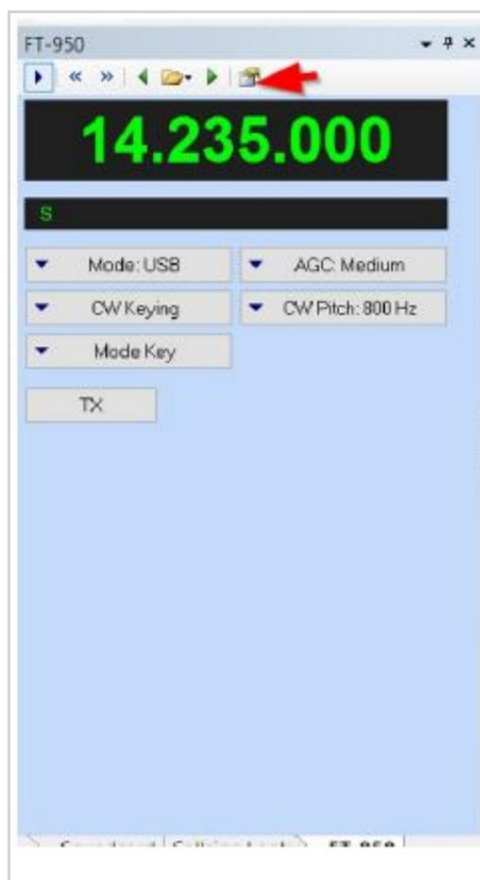 FT-950
14.235.000
S
Mode: USB AGC: Medium
CW Keying CW Pitch: 800 Hz
Mode Key
TX